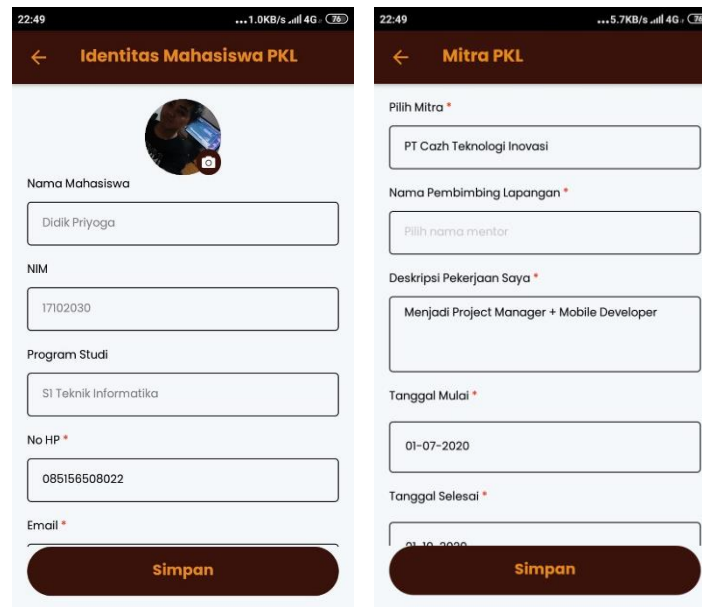 22:49
...1.0KB/s 4G 76
Identitas Mahasiswa PKL
Nama Mahasiswa
Didik Priyoga
NIM
17102030
Program Studi
S1 Teknik Informatika
No HP *
085156508022
Email *
Simpan
22:49
...5.7KB/s 4G 76
Mitra PKL
Pilih Mitra *
PT Cazh Teknologi Inovasi
Nama Pembimbing Lapangan *
Pilih nama mentor
Deskripsi Pekerjaan Saya *
Menjadi Project Manager + Mobile Developer
Tanggal Mulai *
01-07-2020
Tanggal Selesai *
Simpan